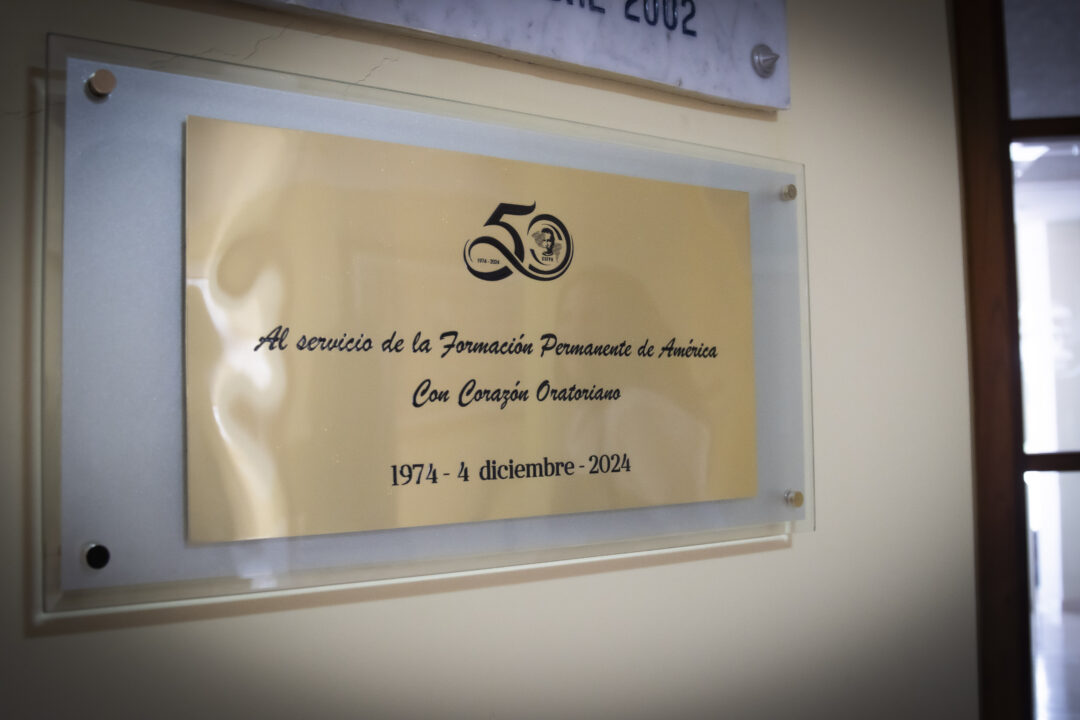 2002
50
1974 - 2024
Al servicio de la Formación Permanente de América
Con Corazón Oratoriano
1974 - 4 diciembre - 2024